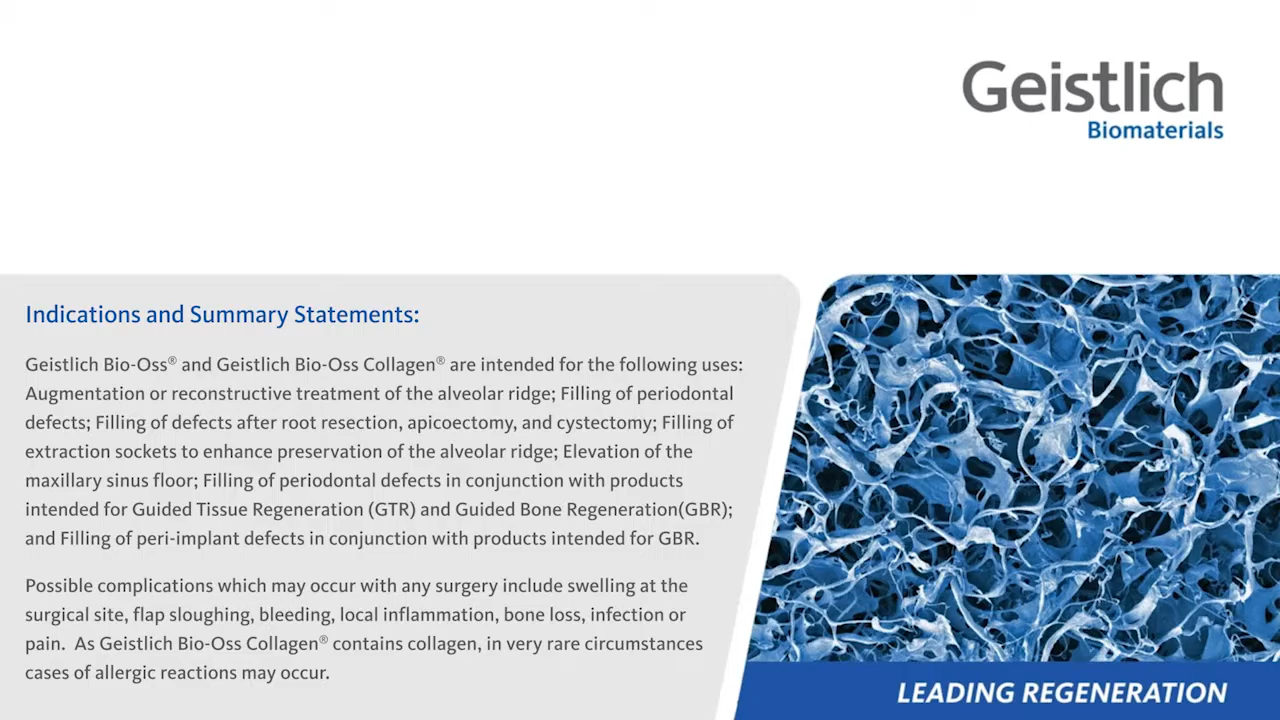 Geistlich
Biomaterials
Indications and Summary Statements:
Geistlich Bio-Oss® and Geistlich Bio-Oss Collagen® are intended for the following uses:
Augmentation or reconstructive treatment of the alveolar ridge; Filling of periodontal
defects; Filling of defects after root resection, apicoectomy, and cystectomy; Filling of
extraction sockets to enhance preservation of the alveolar ridge; Elevation of the
maxillary sinus floor; Filling of periodontal defects in conjunction with products
intended for Guided Tissue Regeneration (GTR) and Guided Bone Regeneration(GBR);
and Filling of peri-implant defects in conjunction with products intended for GBR.
Possible complications which may occur with any surgery include swelling at the
surgical site, flap sloughing, bleeding, local inflammation, bone loss, infection or
pain.  As Geistlich Bio-Oss Collagen® contains collagen, in very rare circumstances
cases of allergic reactions may occur.
LEADING REGENERATION